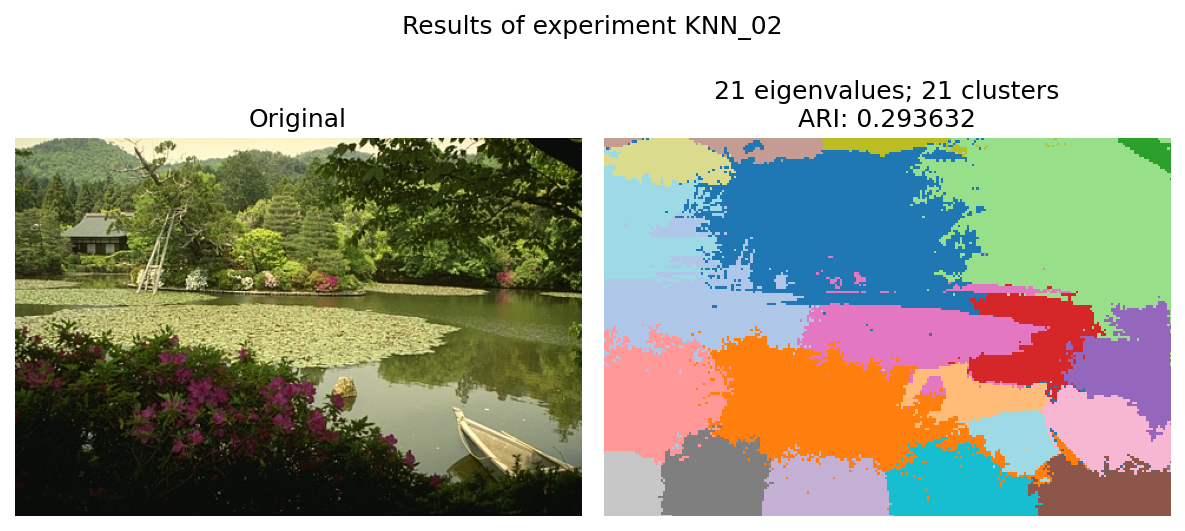 Results of experiment KNN_02
Original
21 eigenvalues; 21 clusters
ARI: 0.293632